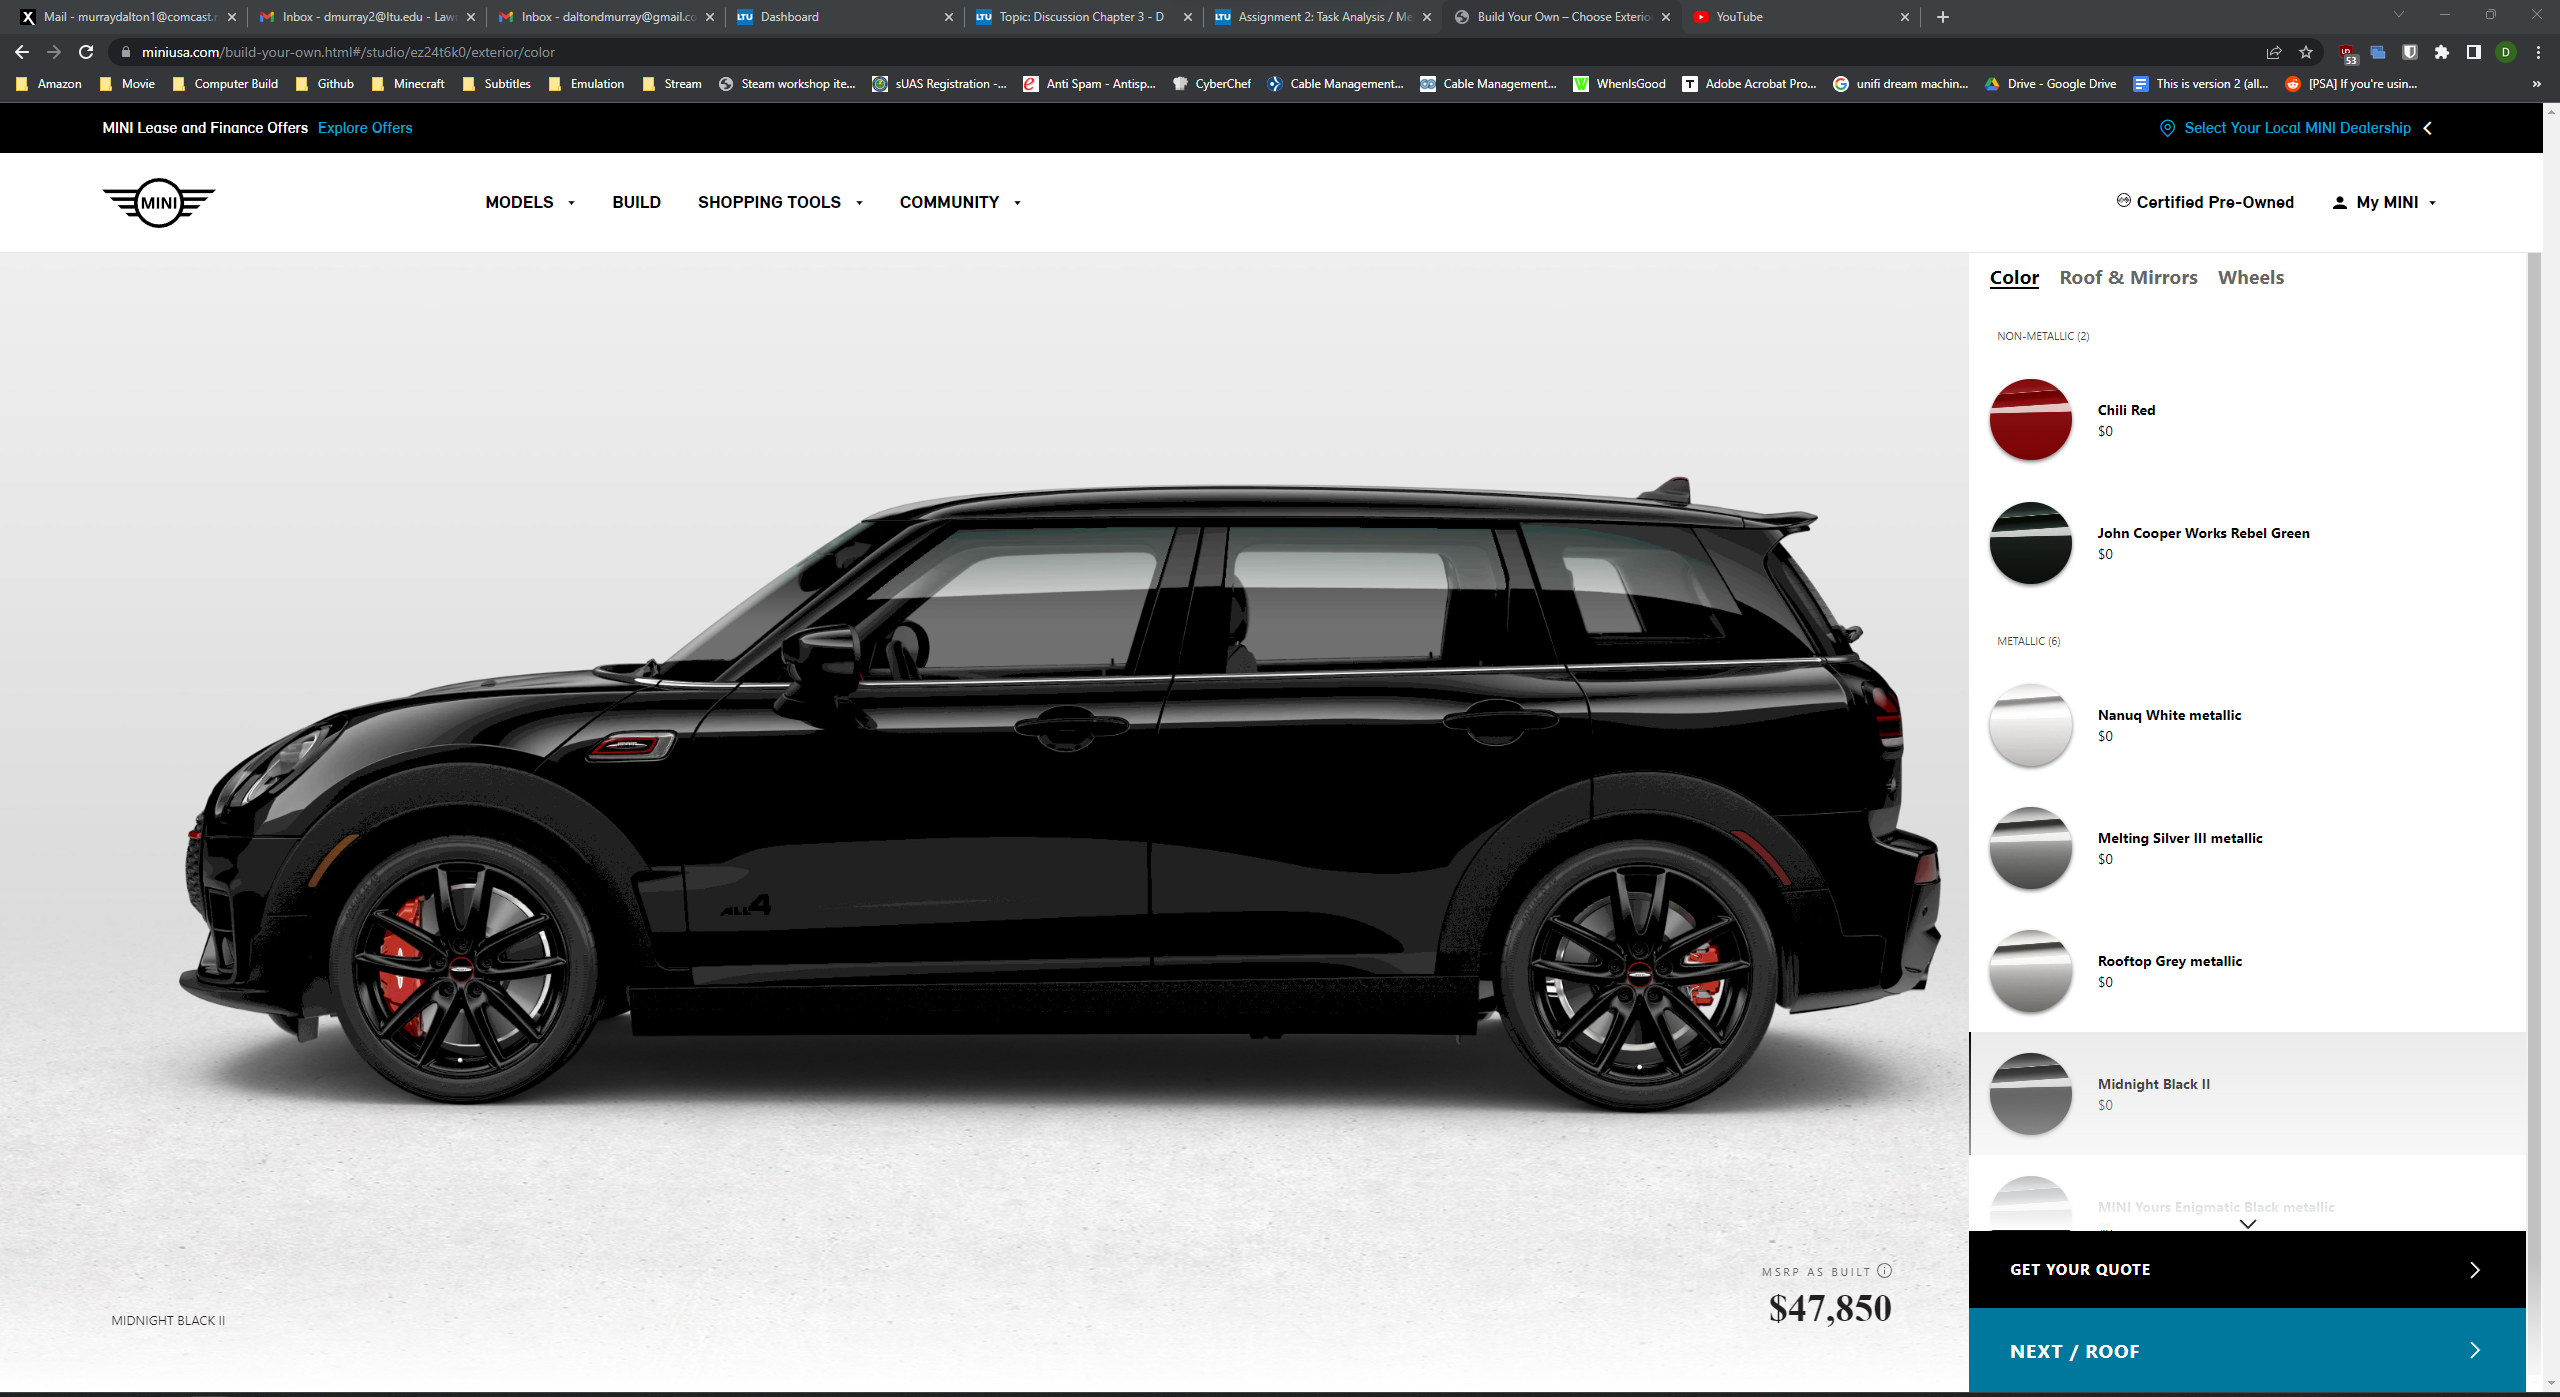 Mail - murraydalton1@comcast.n
Inbox - dmurray2@ltu.edu - Law
Inbox - daltondmurray@gmail.co
Dashboard
Topic: Discussion Chapter 3 - D
Assignment 2: Task Analysis / Me
Build Your Own – Choose Exterio
YouTube
miniusa.com/build-your-own.html#/studio/ez24t6k0/exterior/color
53
D
Amazon
Movie
Computer Build
Github
Minecraft
Subtitles
Emulation
Stream
Steam workshop ite...
sUAS Registration -...
Anti Spam - Antisp...
CyberChef
Cable Management...
Cable Management...
WhenIsGood
Adobe Acrobat Pro...
unifi dream machin...
Drive - Google Drive
This is version 2 (all...
[PSA] If you're usin...
MINI Lease and Finance Offers Explore Offers
Select Your Local MINI Dealership
MINI
MODELS
BUILD
SHOPPING TOOLS
COMMUNITY
Certified Pre-Owned
My MINI
Color Roof & Mirrors Wheels
NON-METALLIC (2)
Chili Red
$0
John Cooper Works Rebel Green
$0
METALLIC (6)
Nanuq White metallic
$0
Melting Silver III metallic
$0
Rooftop Grey metallic
$0
Midnight Black II
$0
MINI Yours Enigmatic Black metallic
ALL4
MSRP AS BUILT
$47,850
MIDNIGHT BLACK II
GET YOUR QUOTE
NEXT / ROOF